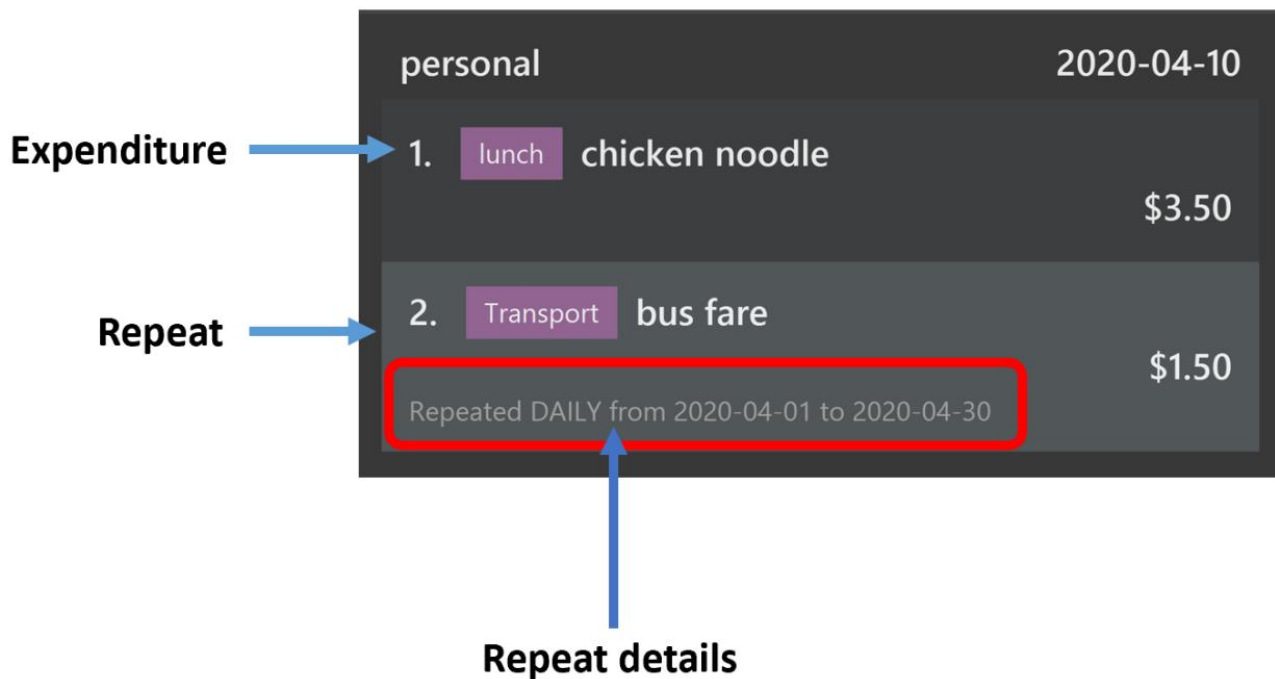 personal 2020-04-10
Expenditure 1. lunch chicken noodle
$3.50
Repeat 2. Transport bus fare
$1.50
Repeated DAILY from 2020-04-01 to 2020-04-30
Repeat details